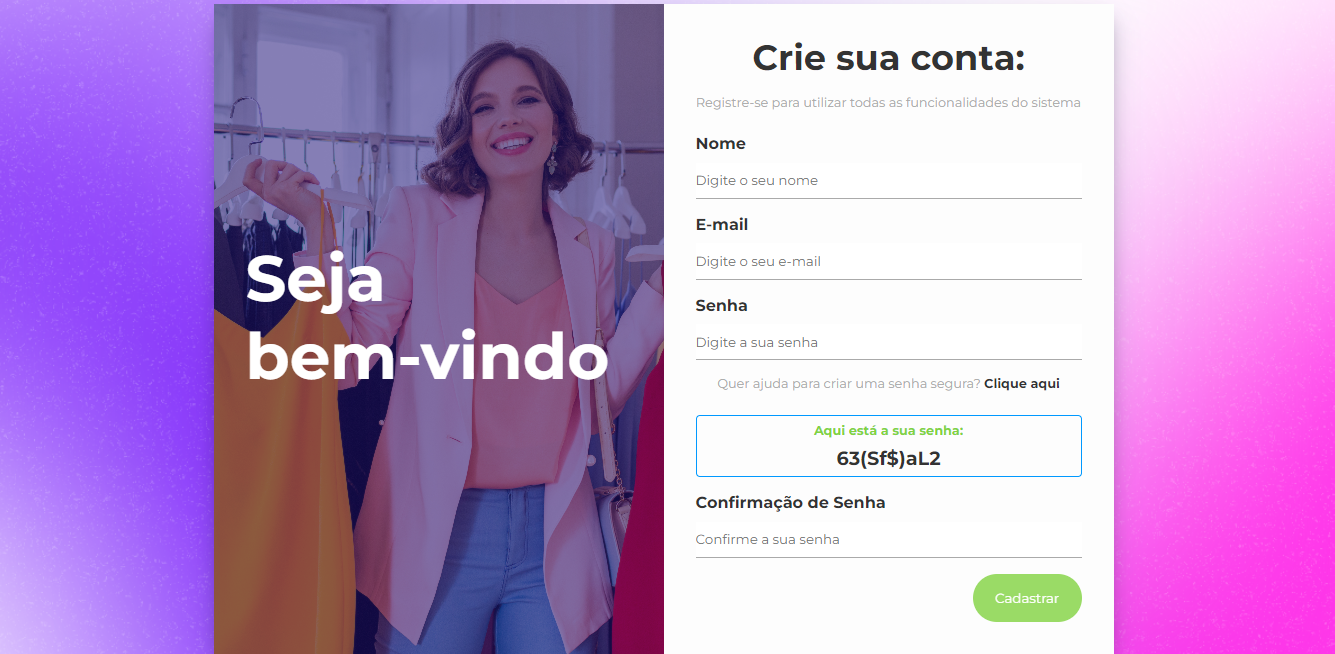 Seja
bem-vindo
Crie sua conta:
Registre-se para utilizar todas as funcionalidades do sistema
Nome
Digite o seu nome
E-mail
Digite o seu e-mail
Senha
Digite a sua senha
Quer ajuda para criar uma senha segura? Clique aqui
Aqui está a sua senha:
63(Sf$)aL2
Confirmação de Senha
Confirme a sua senha
Cadastrar